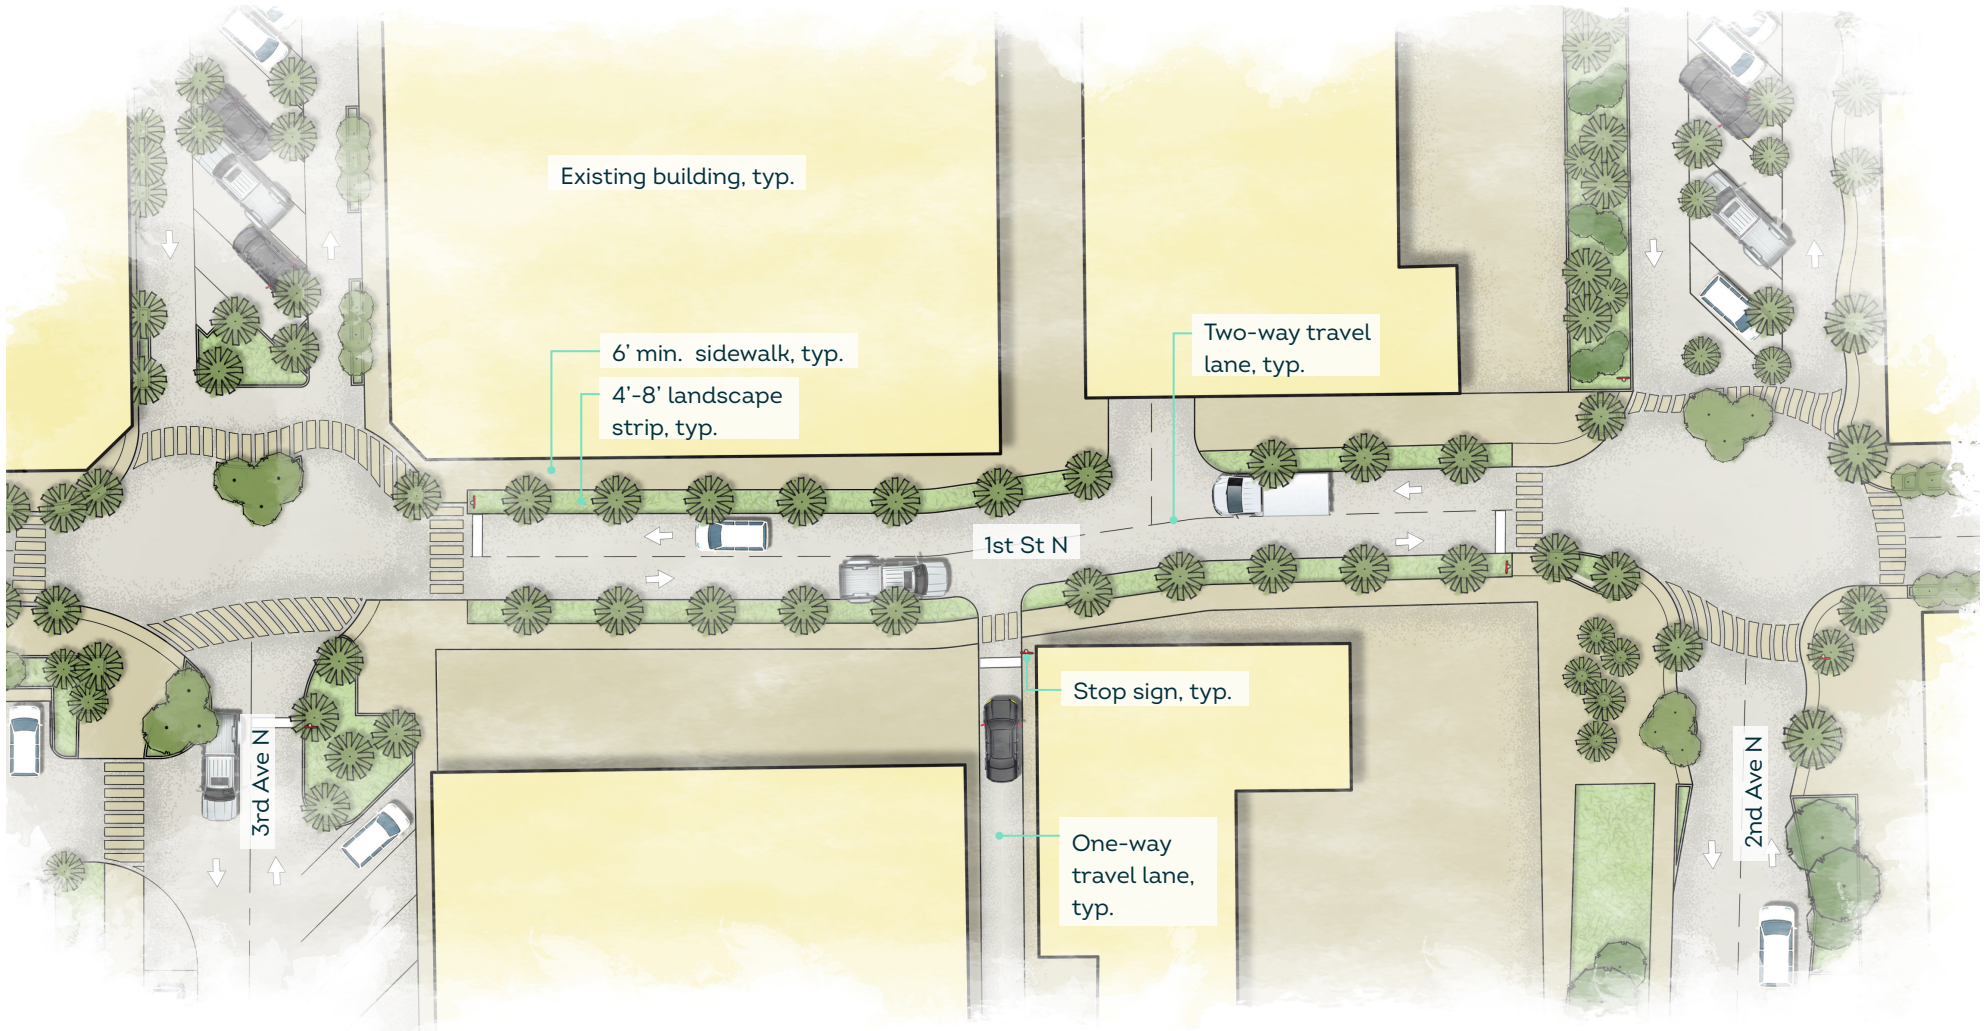 Existing building, typ.
6’ min. sidewalk, typ.
4’-8’ landscape
strip, typ.
Two-way travel
lane, typ.
1st St N
Stop sign, typ.
3rd Ave N
2nd Ave N
One-way
travel lane,
typ.